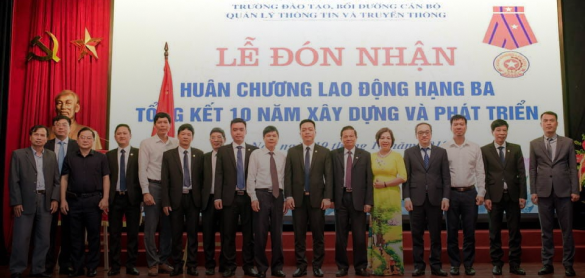 TRƯỜNG ĐÀO TẠO, BỒI DƯỠNG CÁN BỘ
QUẢN LÝ THÔNG TIN VÀ TRUYỀN THÔNG
LỄ ĐÓN NHẬN
HUÂN CHƯƠNG LAO ĐỘNG HẠNG BA
TỔNG KẾT 10 NĂM XÂY DỰNG VÀ PHÁT TRIỂN